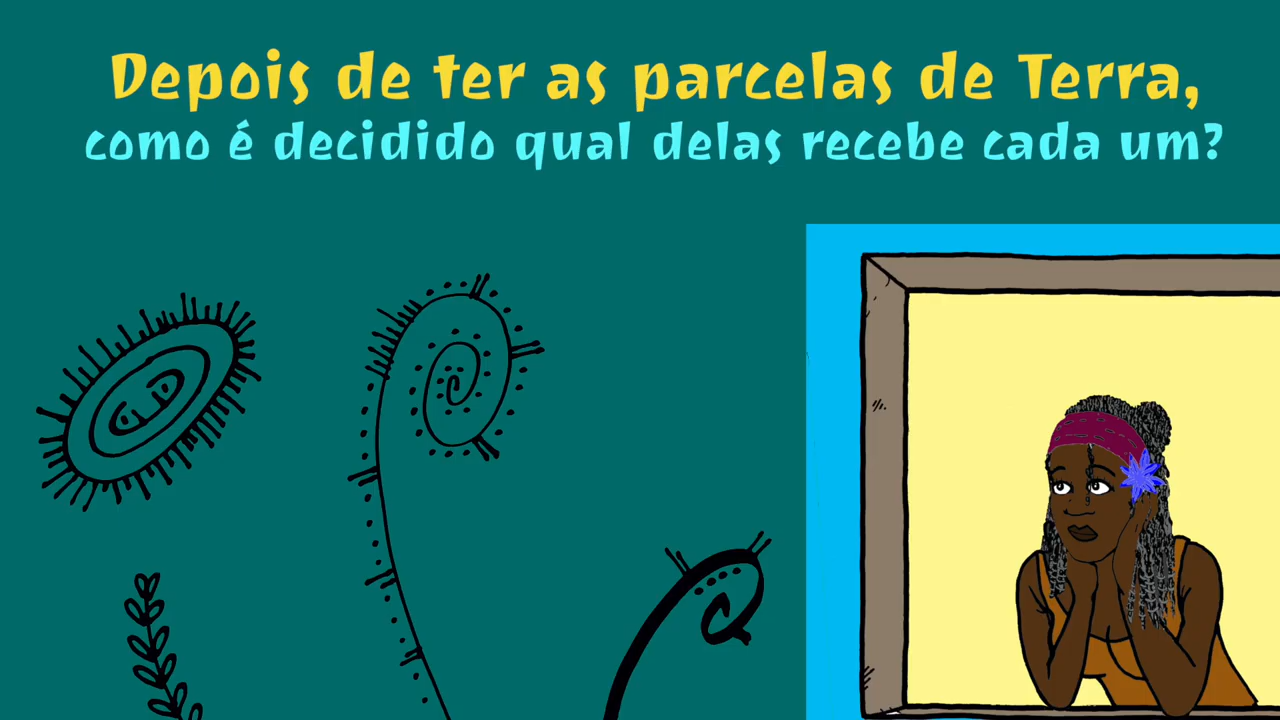 Depois de ter as parcelas de Terra,
como é decidido qual delas recebe cada um?